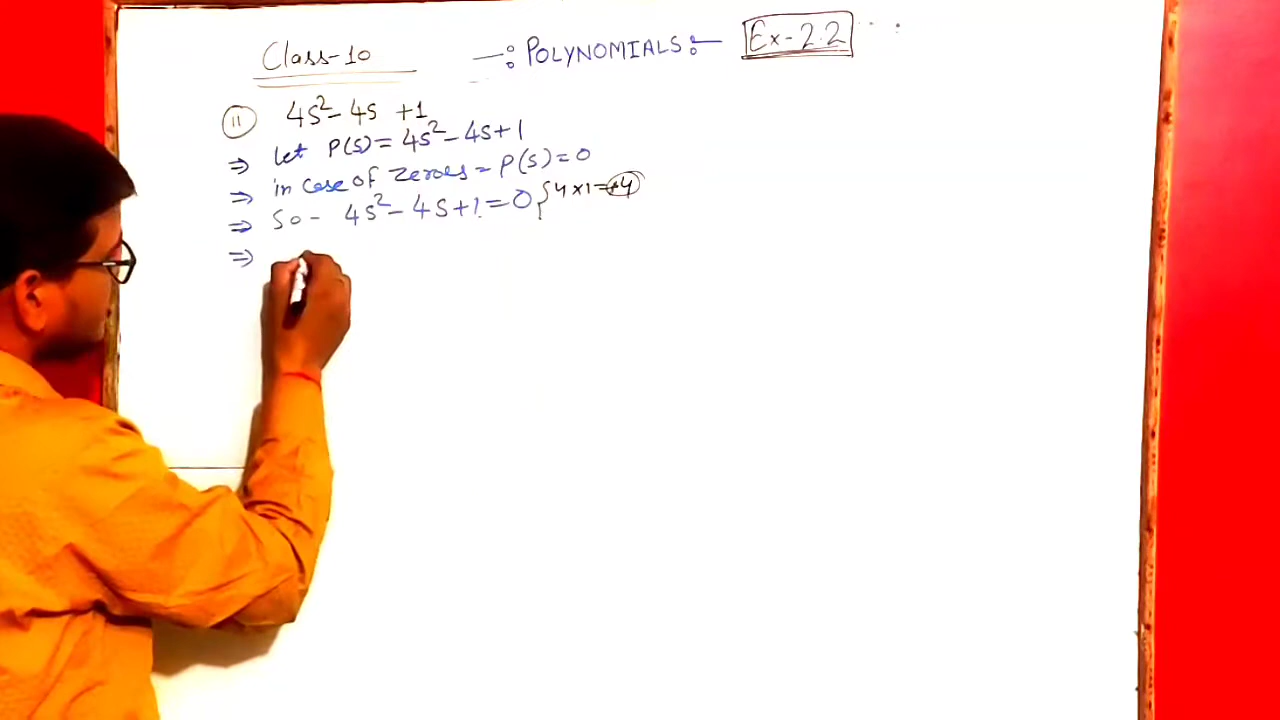 Class-10 —: POLYNOMIALS :— Ex-2.2
ii 4s²-4s +1
⇒ let P(s)= 4s²-4s+1
⇒ in case of zeroes = P(s)=0
⇒ So - 4s²-4s+1=0 {4×1=+4
⇒